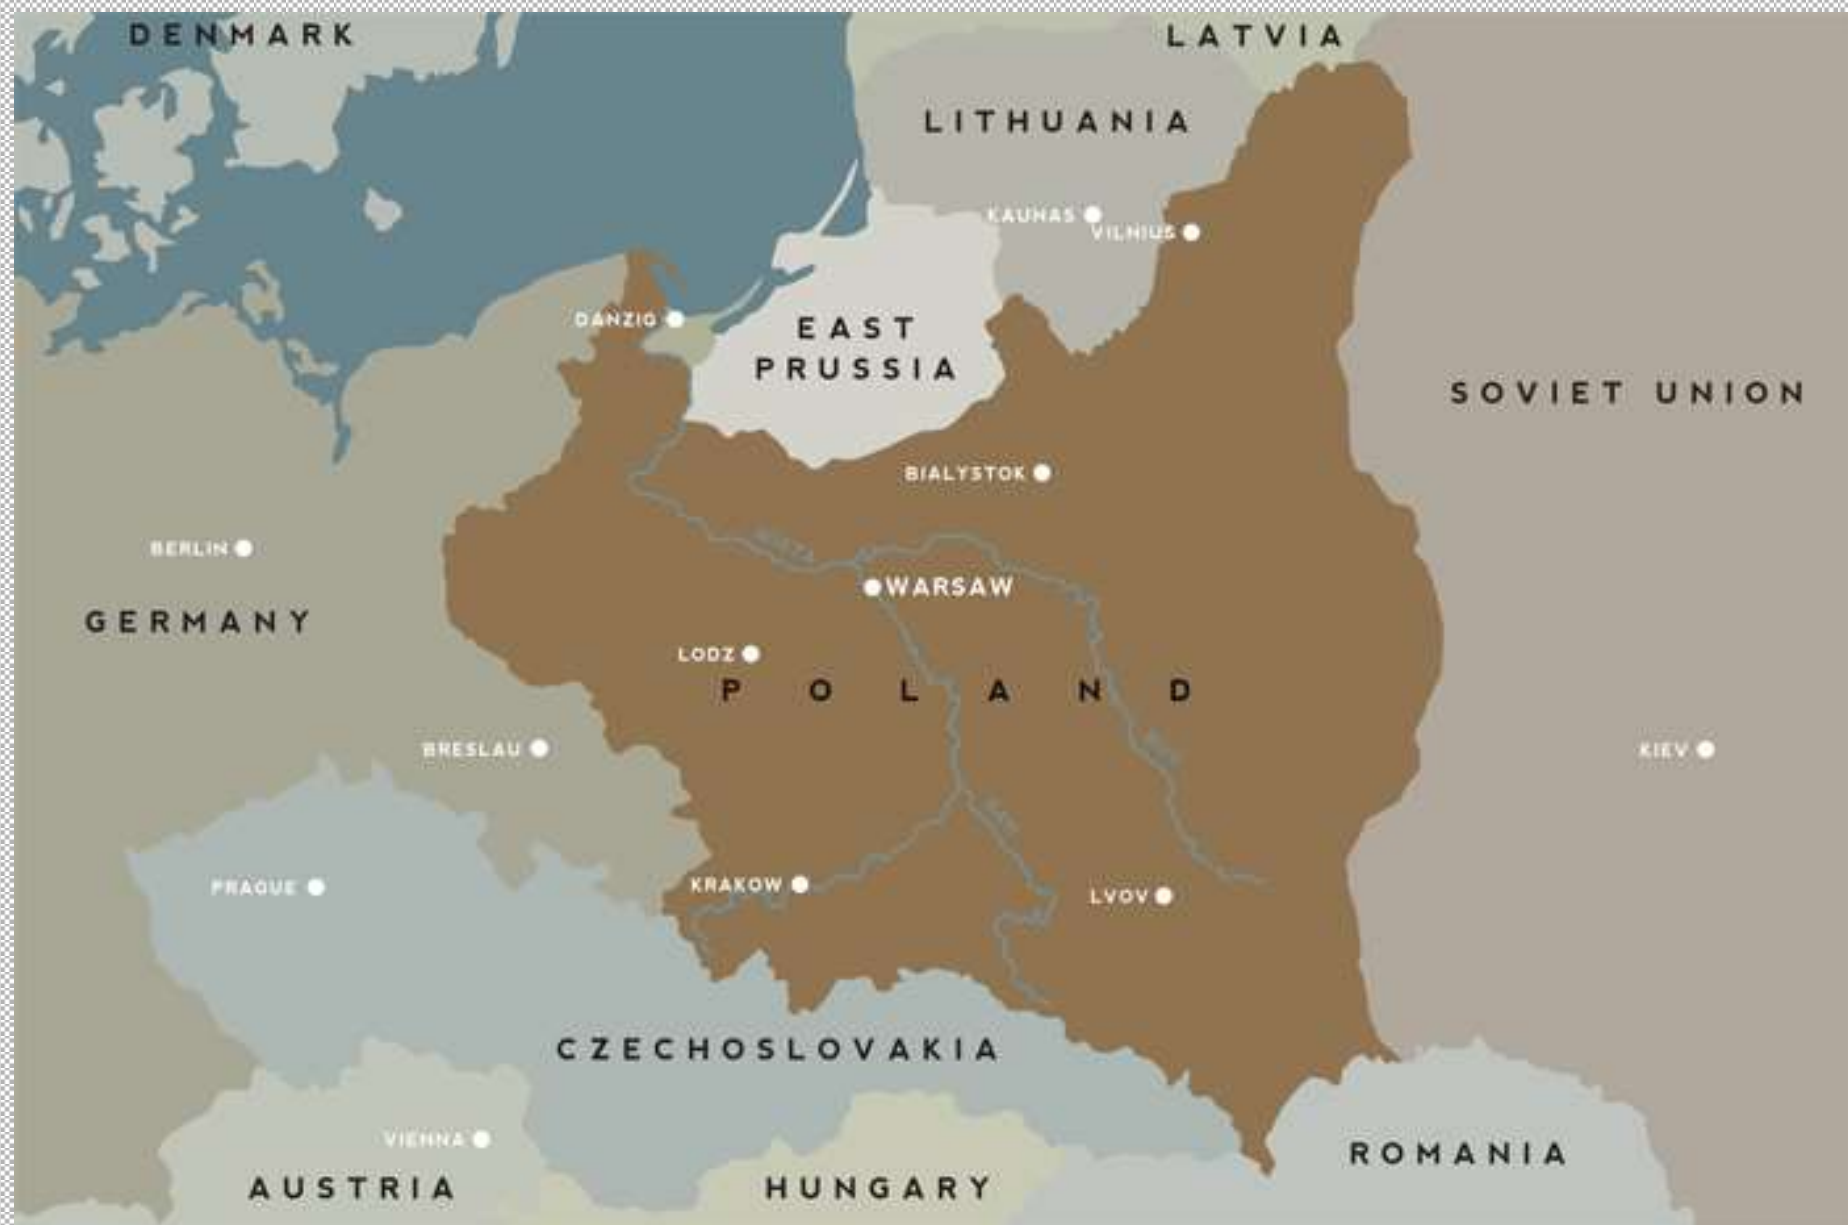 DENMARK
LATVIA
LITHUANIA
KAUNAS
VILNIUS
DANZIG
EAST
PRUSSIA
SOVIET UNION
BIALYSTOK
BERLIN
WARSAW
GERMANY
LODZ
POLAND
BRESLAU
KIEV
PRAGUE
KRAKOW
LVOV
CZECHOSLOVAKIA
VIENNA
ROMANIA
AUSTRIA
HUNGARY